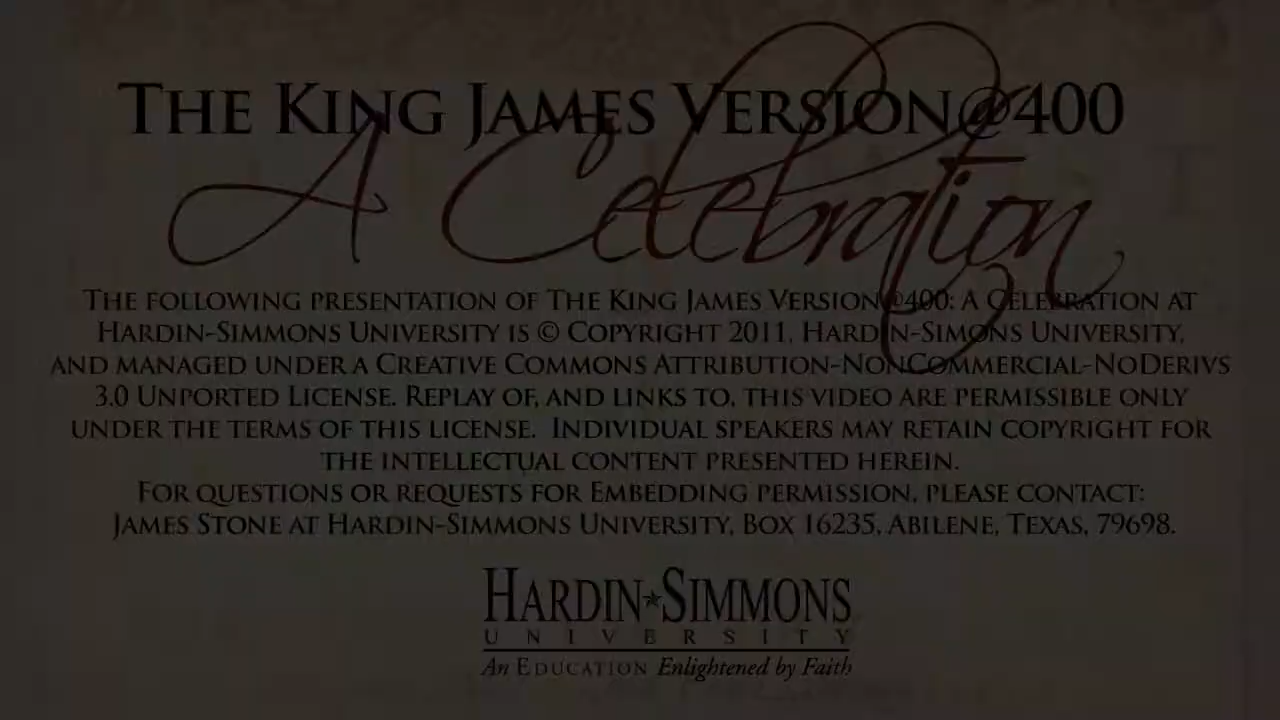 THE KING JAMES VERSION@400
A Celebration
THE FOLLOWING PRESENTATION OF THE KING JAMES VERSION@400: A CELEBRATION AT
HARDIN-SIMMONS UNIVERSITY IS © COPYRIGHT 2011, HARDIN-SIMONS UNIVERSITY,
AND MANAGED UNDER A CREATIVE COMMONS ATTRIBUTION-NONCOMMERCIAL-NODERIVS
3.0 UNPORTED LICENSE. REPLAY OF, AND LINKS TO, THIS VIDEO ARE PERMISSIBLE ONLY
UNDER THE TERMS OF THIS LICENSE. INDIVIDUAL SPEAKERS MAY RETAIN COPYRIGHT FOR
THE INTELLECTUAL CONTENT PRESENTED HEREIN.
FOR QUESTIONS OR REQUESTS FOR EMBEDDING PERMISSION, PLEASE CONTACT:
JAMES STONE AT HARDIN-SIMMONS UNIVERSITY, BOX 16235, ABILENE, TEXAS, 79698.
HARDIN★SIMMONS
UNIVERSITY
An EDUCATION Enlightened by Faith